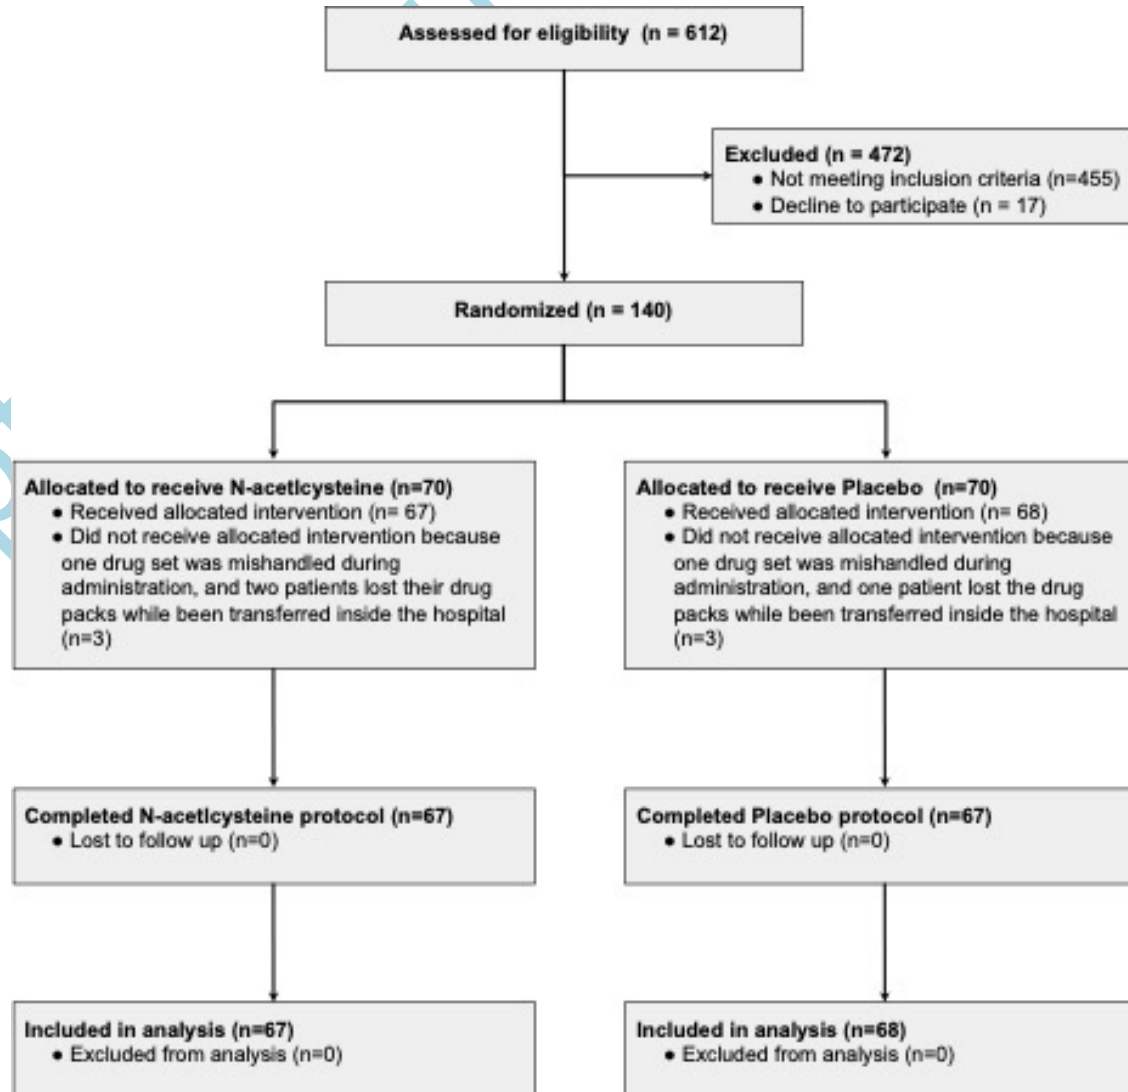 Assessed for eligibility (n = 612)
Excluded (n = 472)
● Not meeting inclusion criteria (n=455)
● Decline to participate (n = 17)
Randomized (n = 140)
Allocated to receive N-acetlcysteine (n=70)
● Received allocated intervention (n= 67)
● Did not receive allocated intervention because
one drug set was mishandled during
administration, and two patients lost their drug
packs while been transferred inside the hospital
(n=3)
Allocated to receive Placebo (n=70)
● Received allocated intervention (n= 68)
● Did not receive allocated intervention because
one drug set was mishandled during
administration, and one patient lost the drug
packs while been transferred inside the hospital
(n=3)
Completed N-acetlcysteine protocol (n=67)
● Lost to follow up (n=0)
Completed Placebo protocol (n=67)
● Lost to follow up (n=0)
Included in analysis (n=67)
● Excluded from analysis (n=0)
Included in analysis (n=68)
● Excluded from analysis (n=0)